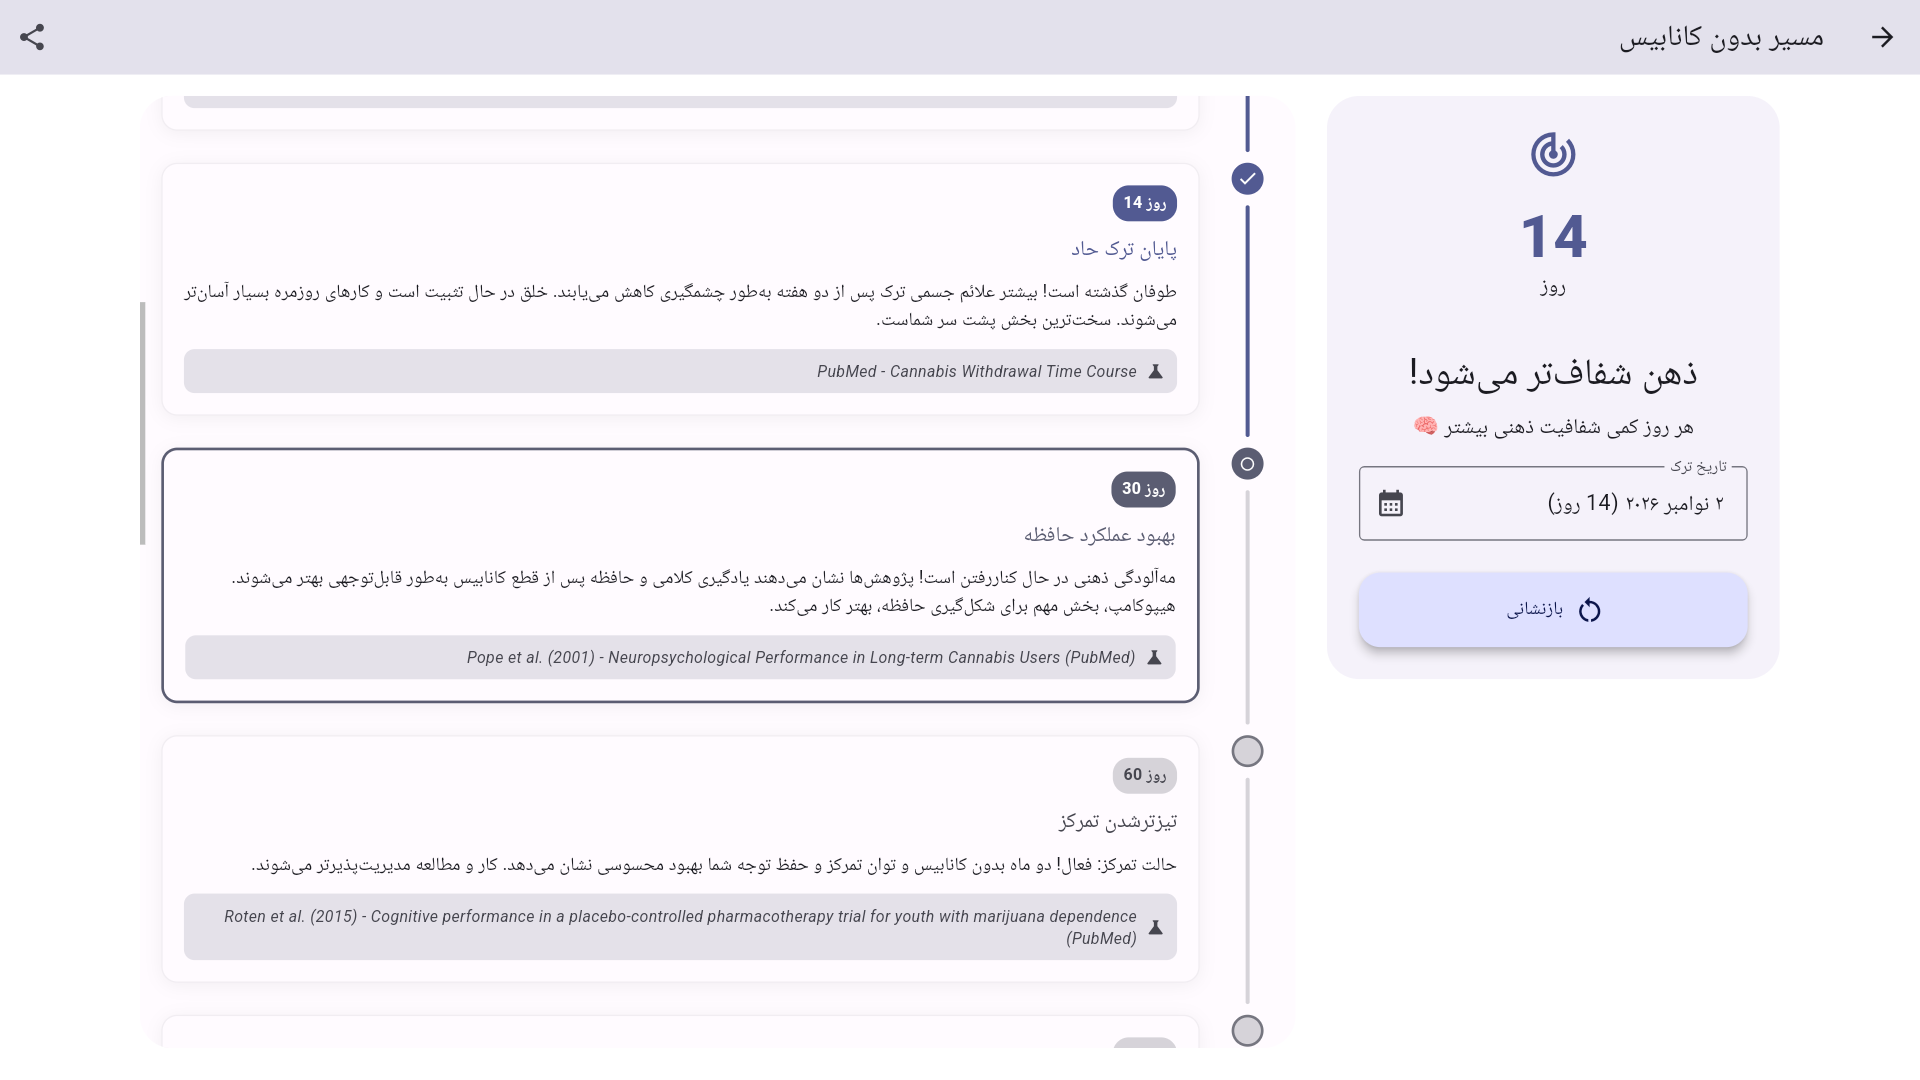 مسیر بدون کانابیس
14
روز
ذهن شفاف‌تر می‌شود!
هر روز کمی شفافیت ذهنی بیشتر 🧠
تاریخ ترک
۲ نوامبر ۲۰۲۶ (14 روز)
بازنشانی
روز 14
پایان ترک حاد
طوفان گذشته است! بیشتر علائم جسمی ترک پس از دو هفته به‌طور چشمگیری کاهش می‌یابند. خلق در حال تثبیت است و کارهای روزمره بسیار آسان‌تر
می‌شوند. سخت‌ترین بخش پشت سر شماست.
PubMed - Cannabis Withdrawal Time Course
روز 30
بهبود عملکرد حافظه
مه‌آلودگی ذهنی در حال کناررفتن است! پژوهش‌ها نشان می‌دهند یادگیری کلامی و حافظه پس از قطع کانابیس به‌طور قابل‌توجهی بهتر می‌شوند.
هیپوکامپ، بخش مهم برای شکل‌گیری حافظه، بهتر کار می‌کند.
Pope et al. (2001) - Neuropsychological Performance in Long-term Cannabis Users (PubMed)
روز 60
تیزترشدن تمرکز
حالت تمرکز: فعال! دو ماه بدون کانابیس و توان تمرکز و حفظ توجه شما بهبود محسوسی نشان می‌دهد. کار و مطالعه مدیریت‌پذیرتر می‌شوند.
Roten et al. (2015) - Cognitive performance in a placebo-controlled pharmacotherapy trial for youth with marijuana dependence
(PubMed)